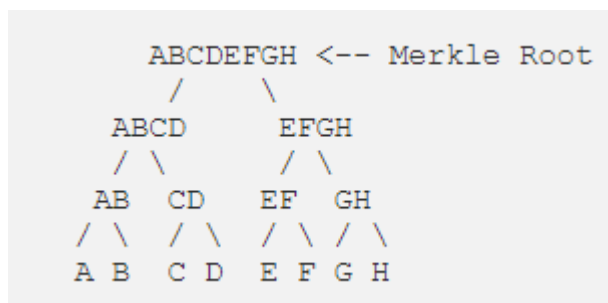 ABCDEFGH <-- Merkle Root
/ \
ABCD EFGH
/ \ / \
AB CD EF GH
/ \ / \ / \ / \
A B C D E F G H